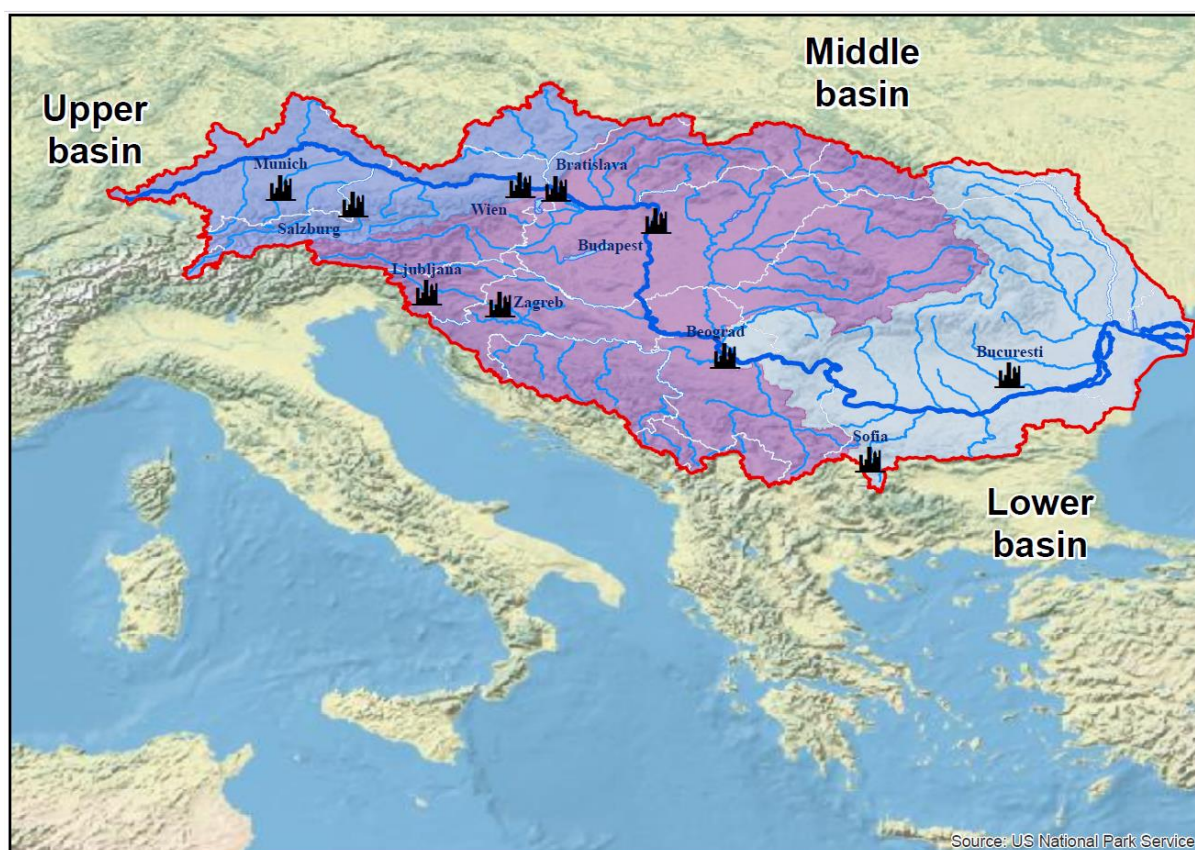 Upper
basin
Middle
basin
Munich
Bratislava
Wien
Salzburg
Budapest
Ljubljana
Zagreb
Beograd
Bucuresti
Sofia
Lower
basin
Source: US National Park Service